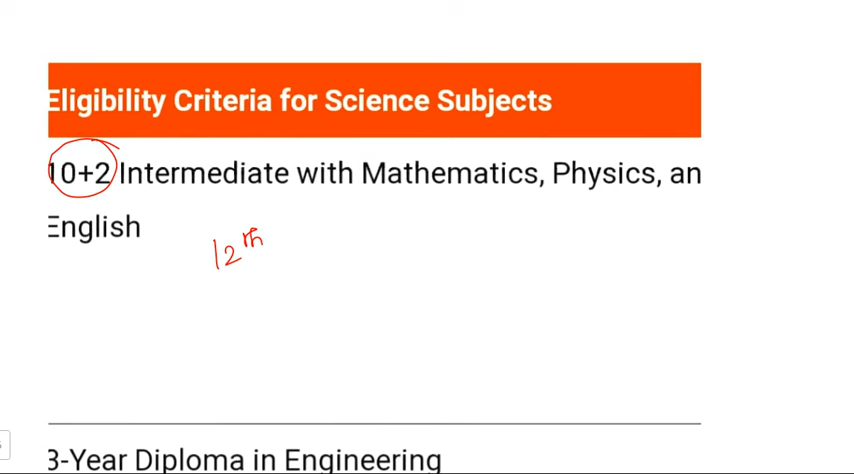 Eligibility Criteria for Science Subjects
10+2 Intermediate with Mathematics, Physics, an
English
12th
3-Year Diploma in Engineering